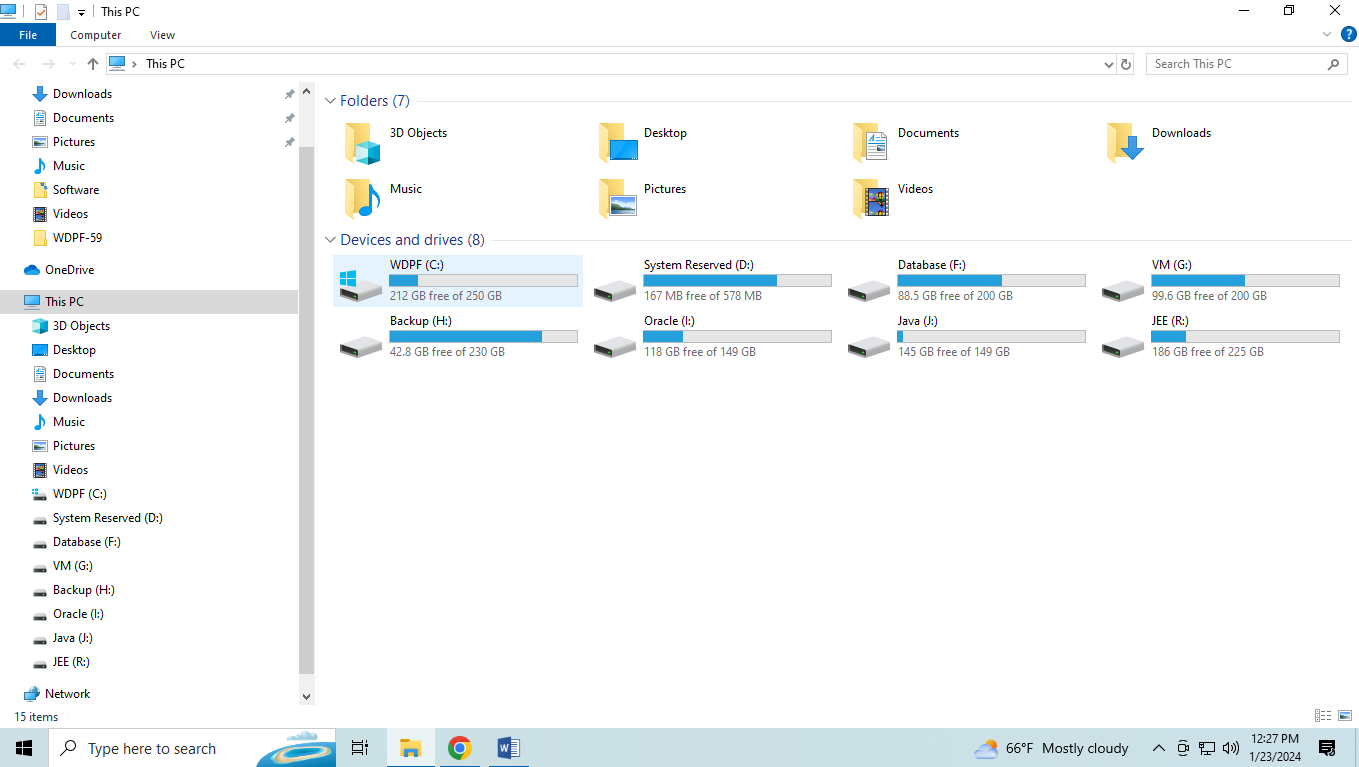 This PC
File Computer View
This PC
Search This PC
Downloads
Documents
Pictures
Music
Software
Videos
WDPF-59
OneDrive
This PC
3D Objects
Desktop
Documents
Downloads
Music
Pictures
Videos
WDPF (C:)
System Reserved (D:)
Database (F:)
VM (G:)
Backup (H:)
Oracle (I:)
Java (J:)
JEE (R:)
Network
Folders (7)
3D Objects Desktop Documents Downloads
Music Pictures Videos
Devices and drives (8)
WDPF (C:) System Reserved (D:) Database (F:) VM (G:)
212 GB free of 250 GB 167 MB free of 578 MB 88.5 GB free of 200 GB 99.6 GB free of 200 GB
Backup (H:) Oracle (I:) Java (J:) JEE (R:)
42.8 GB free of 230 GB 118 GB free of 149 GB 145 GB free of 149 GB 186 GB free of 225 GB
15 items
Type here to search
66°F Mostly cloudy
12:27 PM
1/23/2024